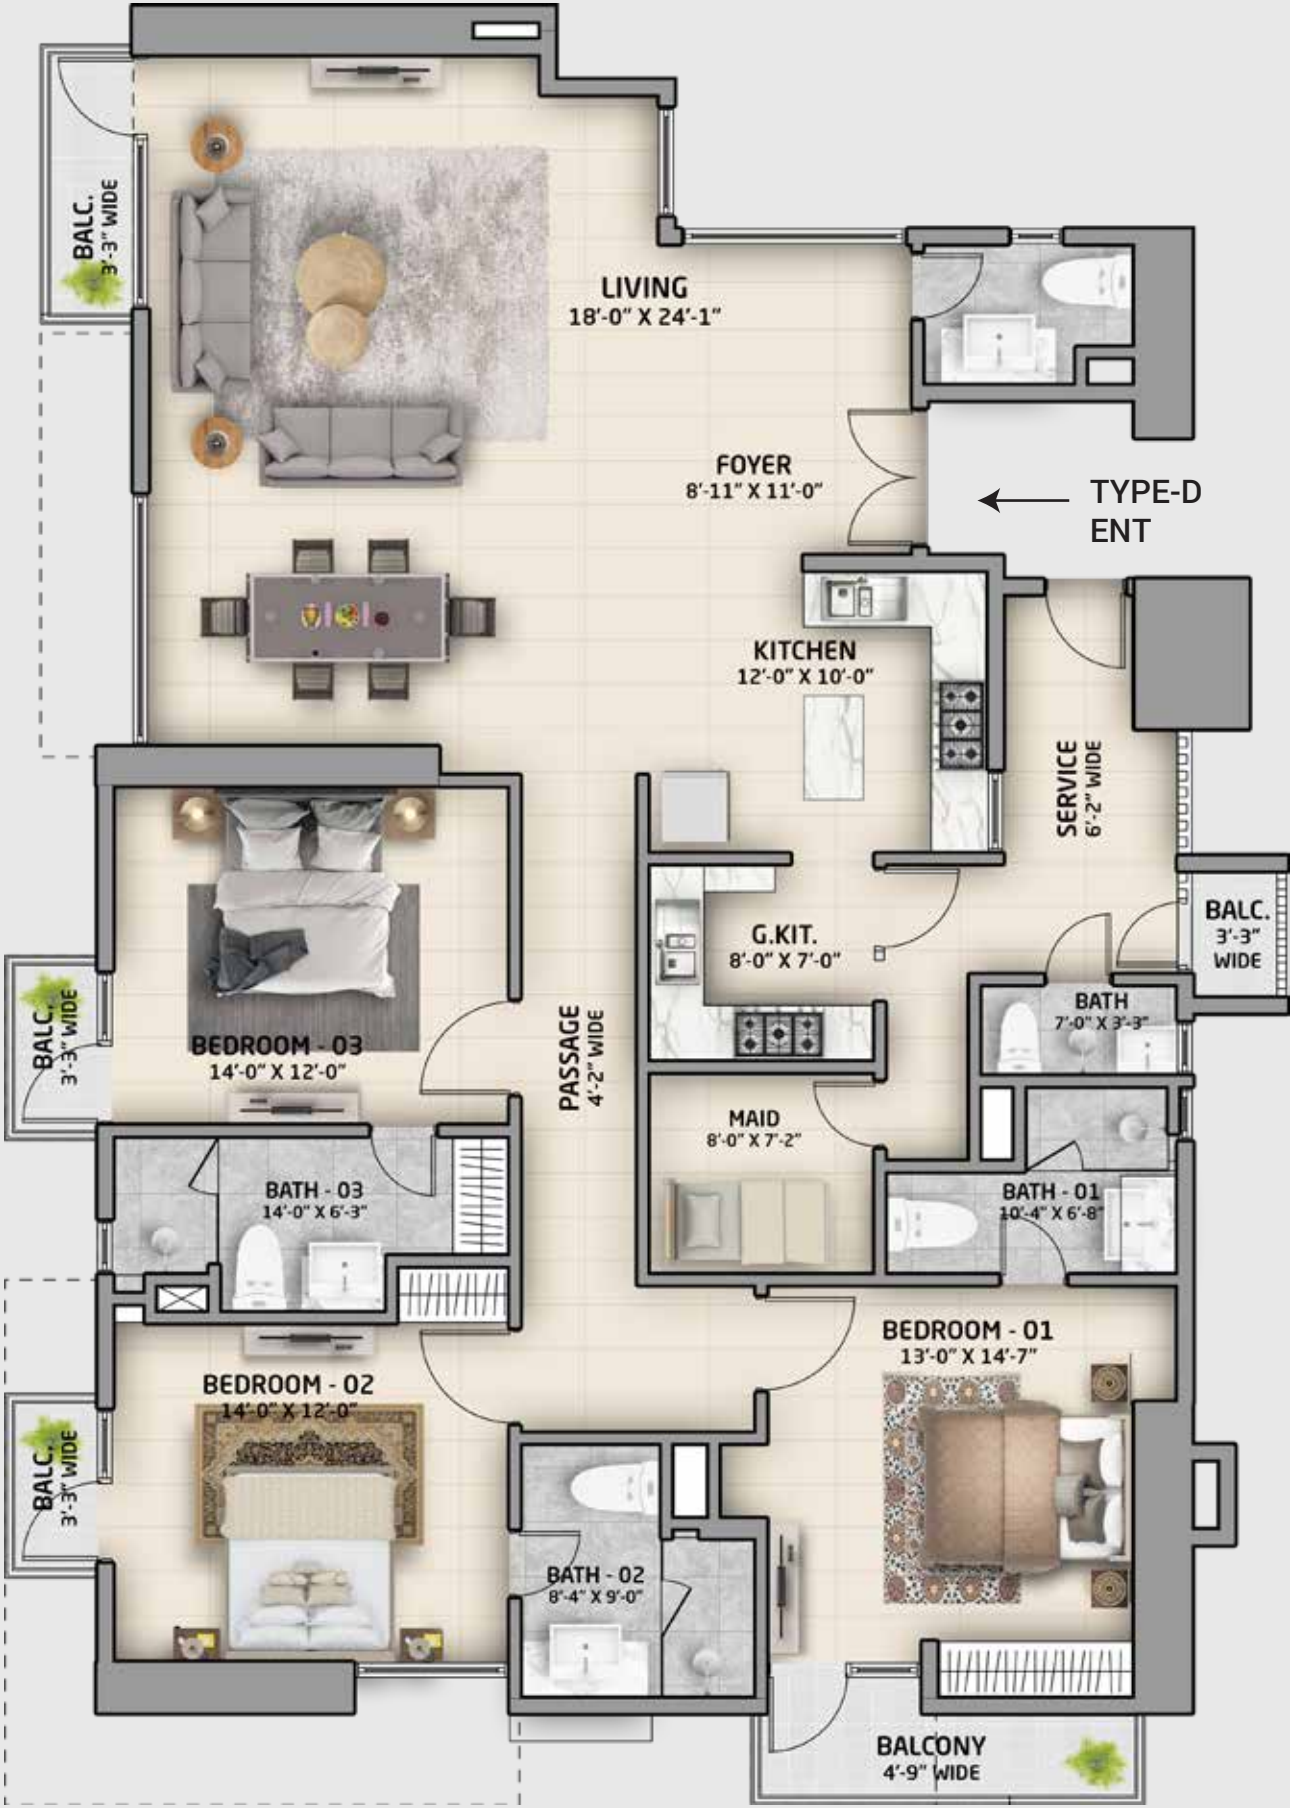 BALC.
3'-3" WIDE
LIVING
18'-0" X 24'-1"
FOYER
8'-11" X 11'-0"
TYPE-D
ENT
KITCHEN
12'-0" X 10'-0"
SERVICE
6'-2" WIDE
BALC.
3'-3"
WIDE
G.KIT.
8'-0" X 7'-0"
BATH
7'-0" X 3'-3"
BALC.
3'-3" WIDE
BEDROOM - 03
14'-0" X 12'-0"
PASSAGE
4'-2" WIDE
MAID
8'-0" X 7'-2"
BATH - 03
14'-0" X 6'-3"
BATH - 01
10'-4" X 6'-8"
BEDROOM - 01
13'-0" X 14'-7"
BEDROOM - 02
14'-0" X 12'-0"
BALC.
3'-3" WIDE
BATH - 02
8'-4" X 9'-0"
BALCONY
4'-9" WIDE